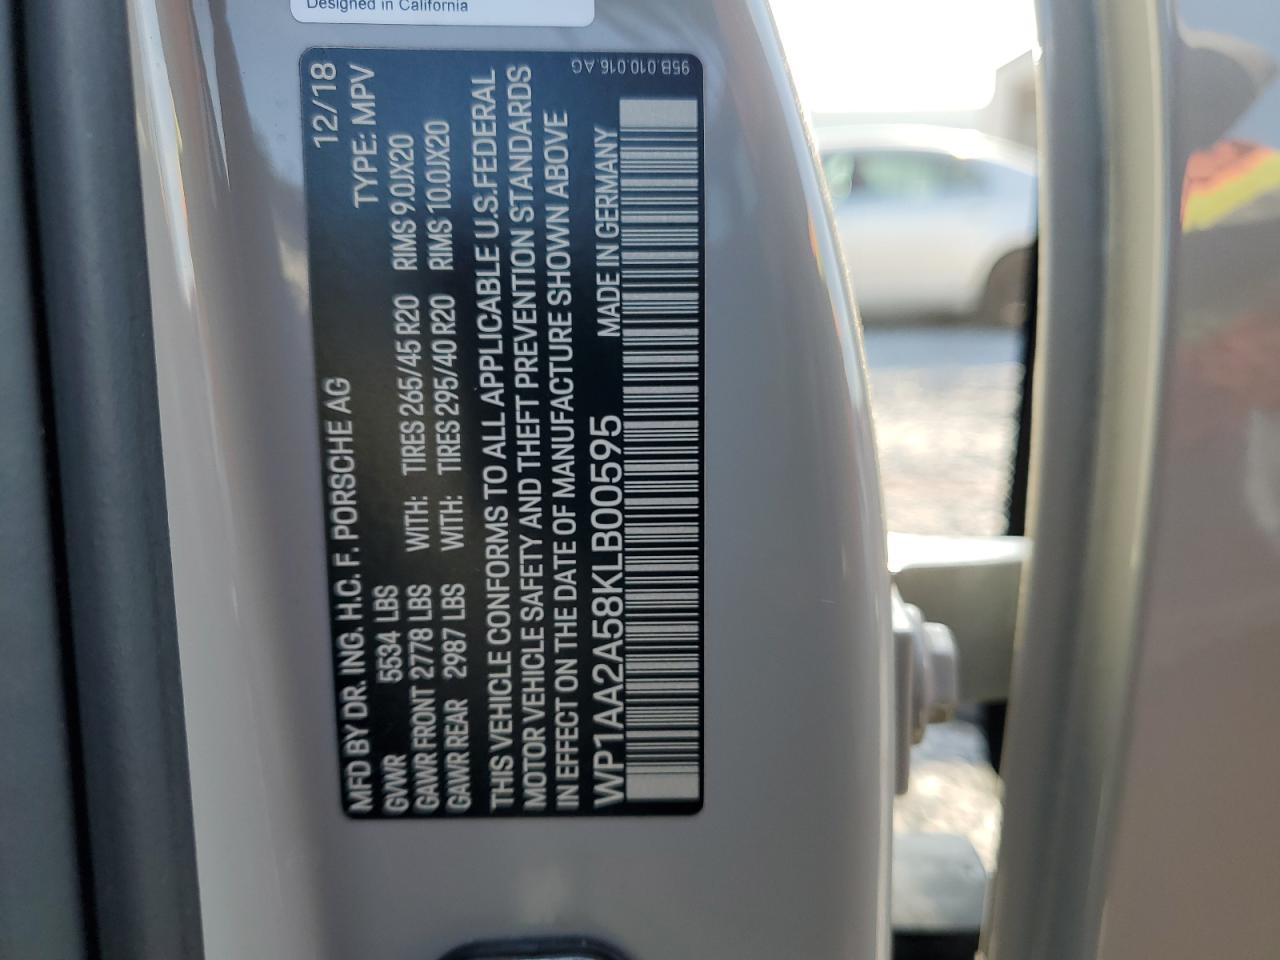 Designed in California
MFD BY DR. ING. H.C. F. PORSCHE AG 12/18
GVWR 5534 LBS TYPE: MPV
GAWR FRONT 2778 LBS WITH: TIRES 265/45 R20 RIMS 9.0JX20
GAWR REAR 2987 LBS WITH: TIRES 295/40 R20 RIMS 10.0JX20
THIS VEHICLE CONFORMS TO ALL APPLICABLE U.S.FEDERAL
MOTOR VEHICLE SAFETY AND THEFT PREVENTION STANDARDS
IN EFFECT ON THE DATE OF MANUFACTURE SHOWN ABOVE
WP1AA2A58KLB00595 MADE IN GERMANY
95B.010.016.AC